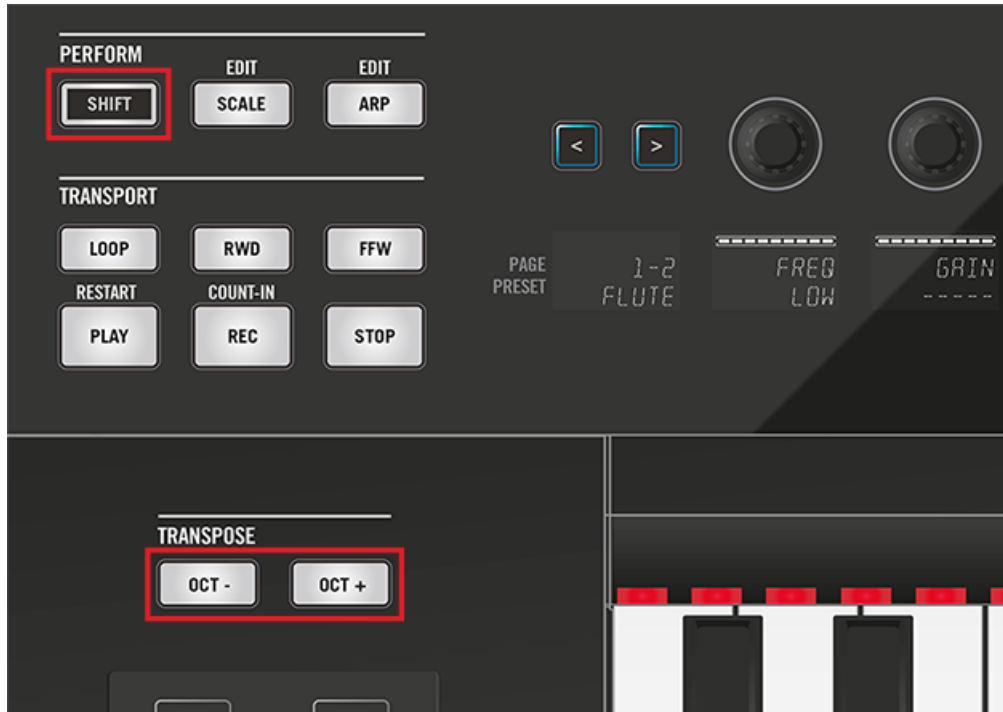 PERFORM
EDIT EDIT
SHIFT SCALE ARP
< >
TRANSPORT
LOOP RWD FFW
PAGE 1-2 FREQ GAIN
RESTART COUNT-IN
PRESET FLUTE LOW -----
PLAY REC STOP
TRANSPOSE
OCT - OCT +